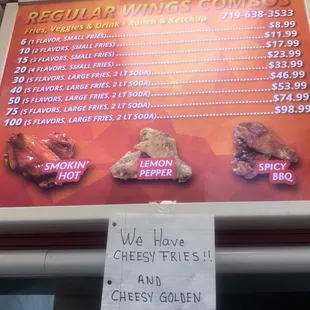 REGULAR WINGS COMBO
Fries, Veggies & Drink - Ranch & Ketchup
719-638-3533
6 (1 FLAVOR, SMALL FRIES) $8.99
10 (2 FLAVORS, SMALL FRIES) $11.99
15 (3 FLAVORS, SMALL FRIES) $17.99
20 (4 FLAVORS, SMALL FRIES) $23.99
30 (5 FLAVORS, LARGE FRIES, 2 LT SODA) $33.99
40 (5 FLAVORS, LARGE FRIES, 2 LT SODA) $46.99
50 (5 FLAVORS, LARGE FRIES, 2 LT SODA) $53.99
75 (5 FLAVORS, LARGE FRIES, 2 LT SODA) $74.99
100 (5 FLAVORS, LARGE FRIES, 2 LT SODA) $98.99
SMOKIN' HOT
LEMON PEPPER
SPICY BBQ
We Have
CHEESY FRIES!!
AND
CHEESY GOLDEN